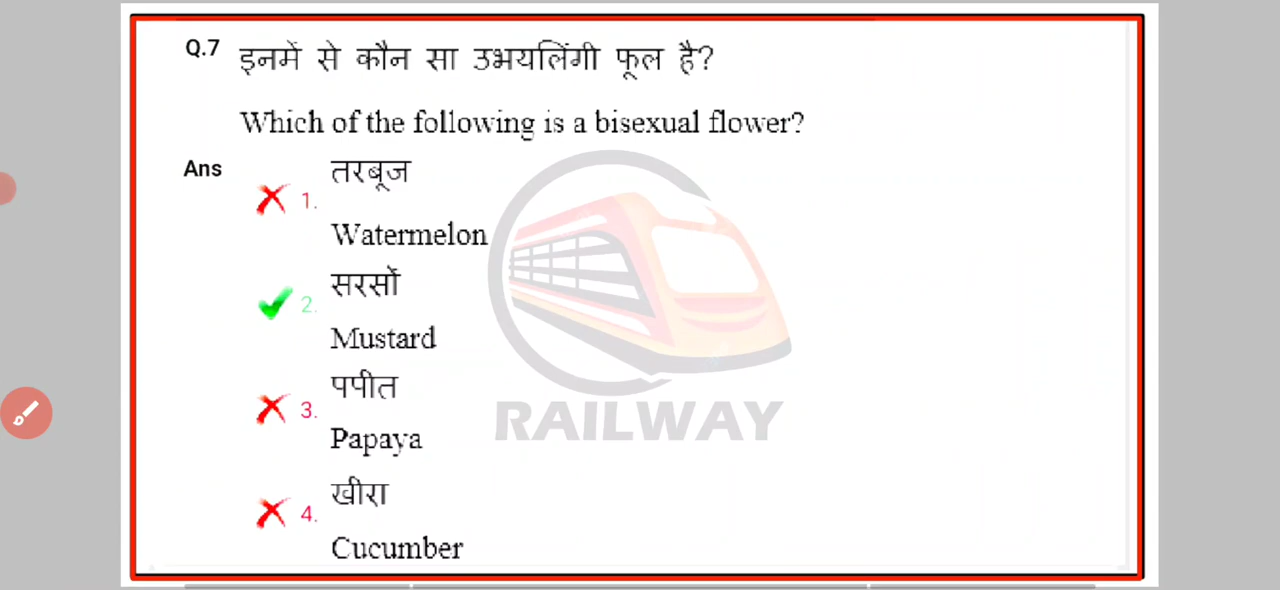 Q.7 इनमें से कौन सा उभयलिंगी फूल है?
Which of the following is a bisexual flower?
Ans
तरबूज
1.
Watermelon
सरसों
2.
Mustard
पपीत
3.
Papaya
खीरा
4.
Cucumber
RAILWAY